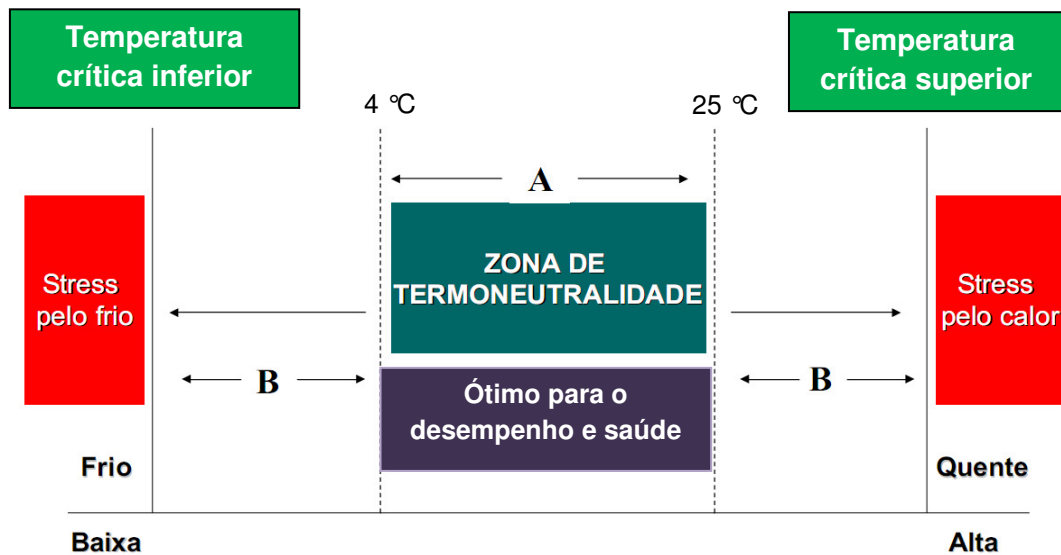 Temperatura
crítica inferior
Temperatura
crítica superior
4 °C
25 °C
A
ZONA DE
TERMONEUTRALIDADE
Stress
pelo frio
Stress
pelo calor
B
B
Ótimo para o
desempenho e saúde
Frio
Quente
Baixa
Alta